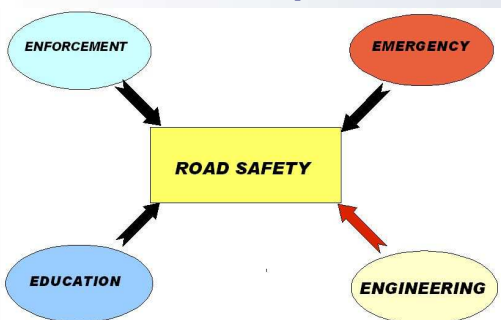 ENFORCEMENT
EMERGENCY
ROAD SAFETY
EDUCATION
ENGINEERING